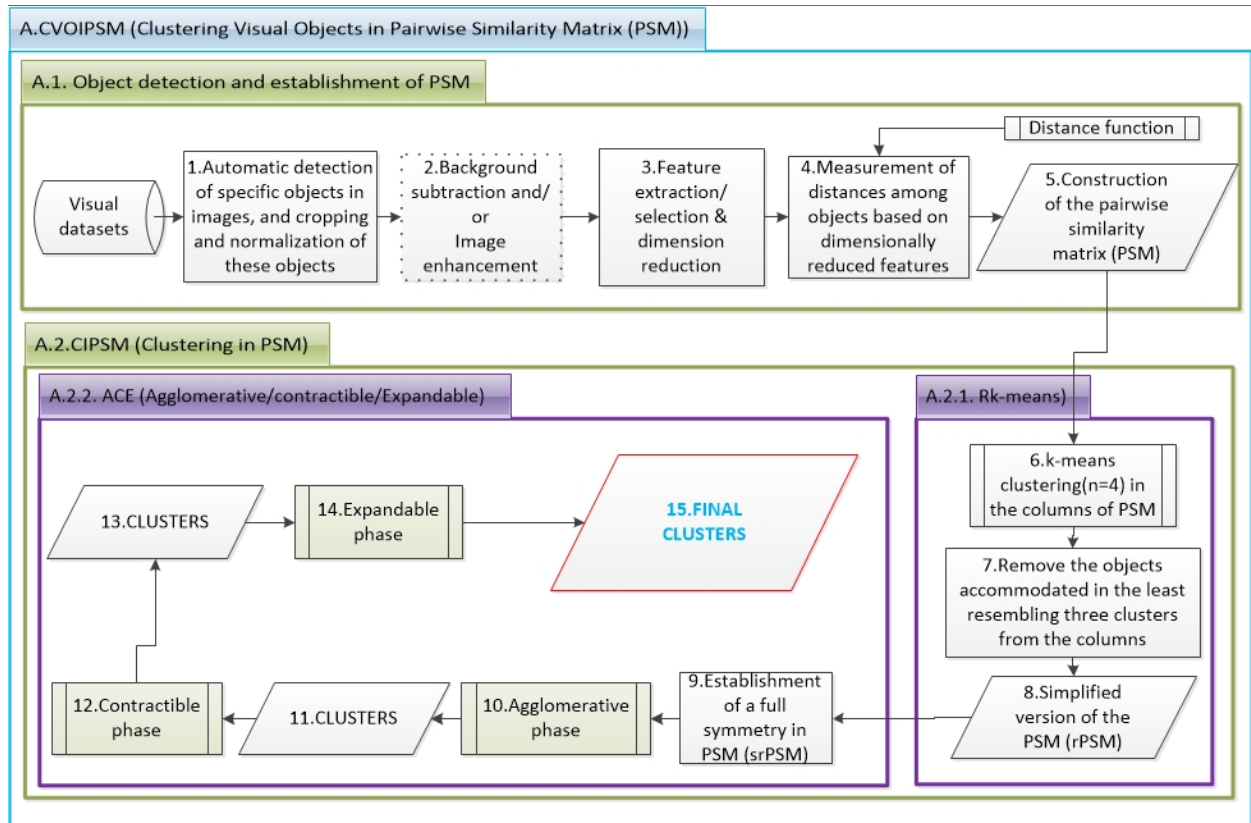 A.CVOIPSM (Clustering Visual Objects in Pairwise Similarity Matrix (PSM))
A.1. Object detection and establishment of PSM
Visual
datasets
1.Automatic detection
of specific objects in
images, and cropping
and normalization of
these objects
2.Background
subtraction and/
or
Image
enhancement
3.Feature
extraction/
selection &
dimension
reduction
Distance function
4.Measurement of
distances among
objects based on
dimensionally
reduced features
5.Construction
of the pairwise
similarity
matrix (PSM)
A.2.CIPSM (Clustering in PSM)
A.2.1. Rk-means)
6.k-means
clustering(n=4) in
the columns of PSM
7.Remove the objects
accommodated in the least
resembling three clusters
from the columns
8.Simplified
version of the
PSM (rPSM)
A.2.2. ACE (Agglomerative/contractible/Expandable)
9.Establishment
of a full
symmetry in
PSM (srPSM)
10.Agglomerative
phase
11.CLUSTERS
12.Contractible
phase
13.CLUSTERS
14.Expandable
phase
15.FINAL
CLUSTERS